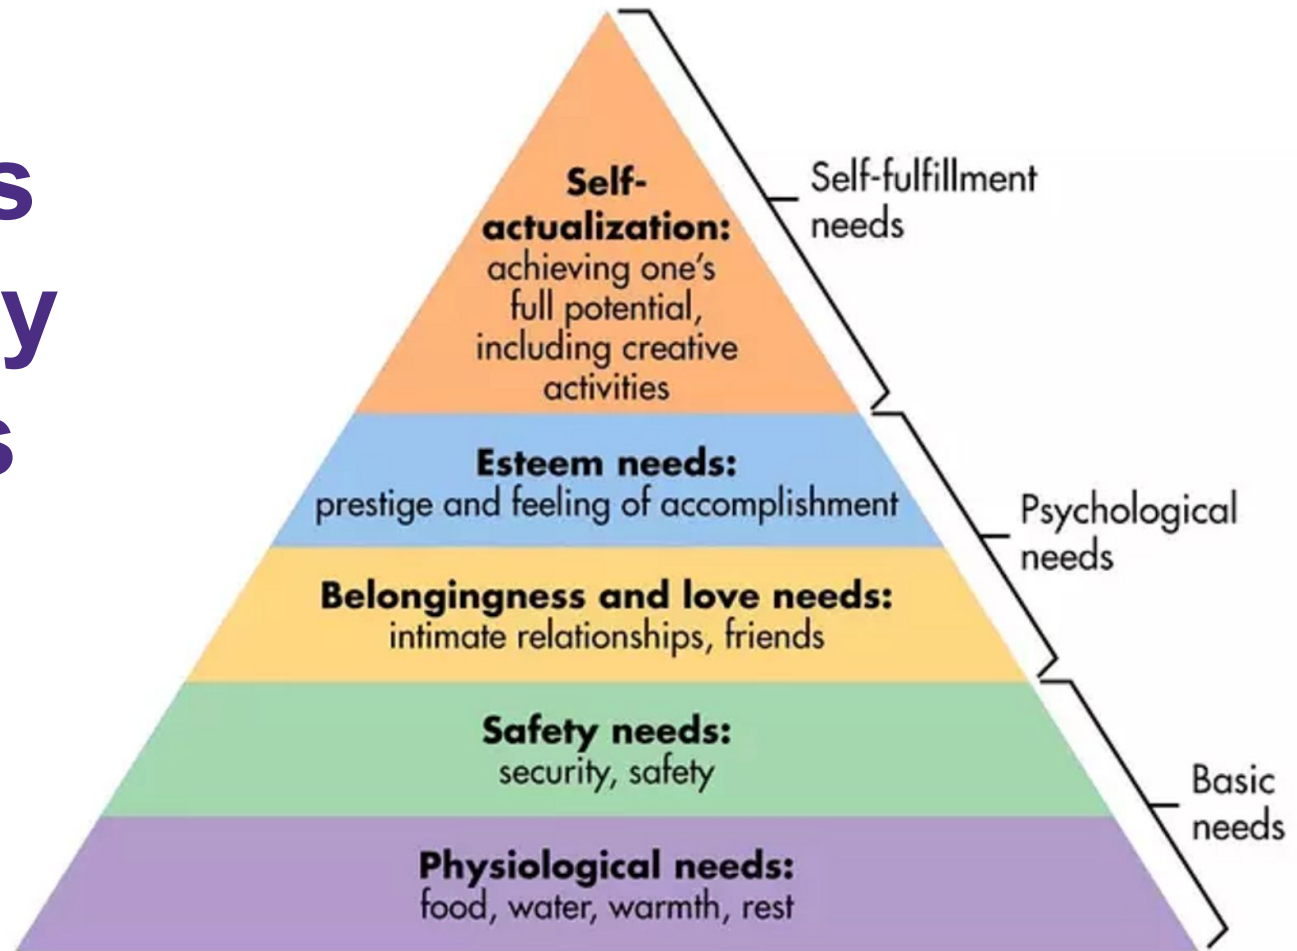 s
y
s
Self-
actualization:
achieving one's
full potential,
including creative
activities
Self-fulfillment
needs
Esteem needs:
prestige and feeling of accomplishment
Psychological
needs
Belongingness and love needs:
intimate relationships, friends
Safety needs:
security, safety
Basic
needs
Physiological needs:
food, water, warmth, rest